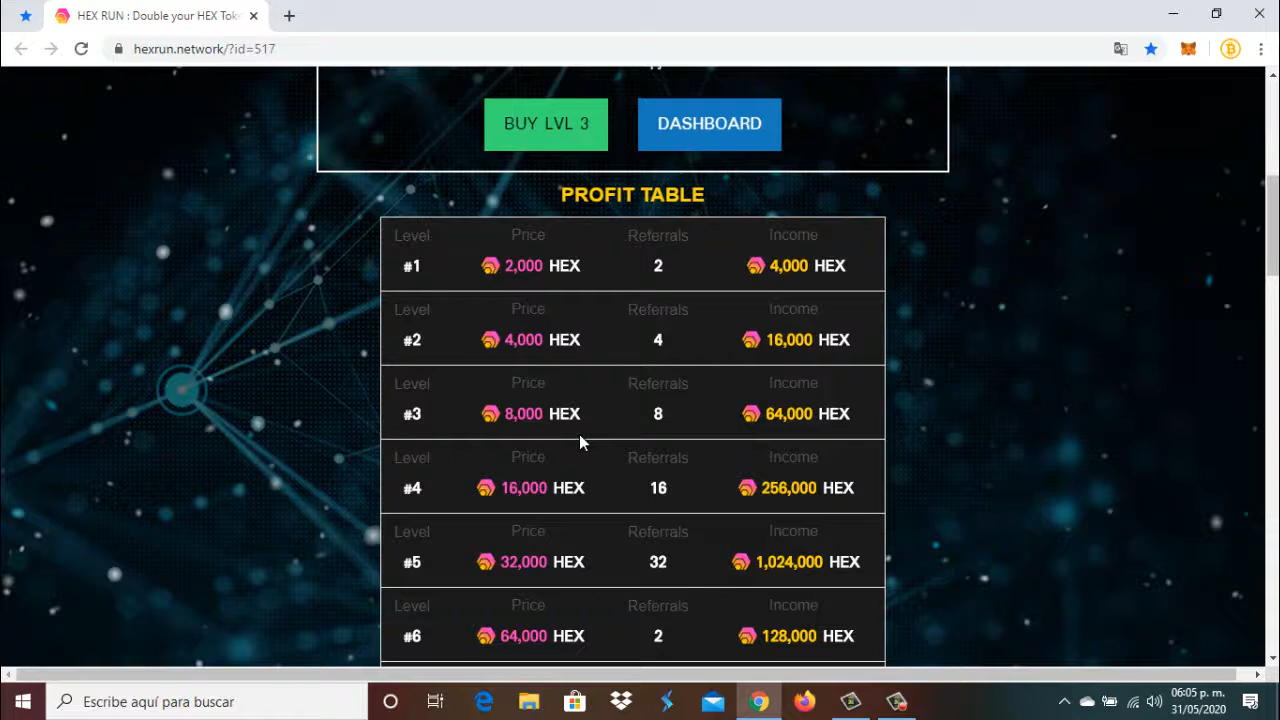 HEX RUN : Double your HEX Toke
hexrun.network/?id=517
BUY LVL 3
DASHBOARD
PROFIT TABLE
Level Price Referrals Income
#1 2,000 HEX 2 4,000 HEX
Level Price Referrals Income
#2 4,000 HEX 4 16,000 HEX
Level Price Referrals Income
#3 8,000 HEX 8 64,000 HEX
Level Price Referrals Income
#4 16,000 HEX 16 256,000 HEX
Level Price Referrals Income
#5 32,000 HEX 32 1,024,000 HEX
Level Price Referrals Income
#6 64,000 HEX 2 128,000 HEX
Escribe aquí para buscar
06:05 p. m.
31/05/2020